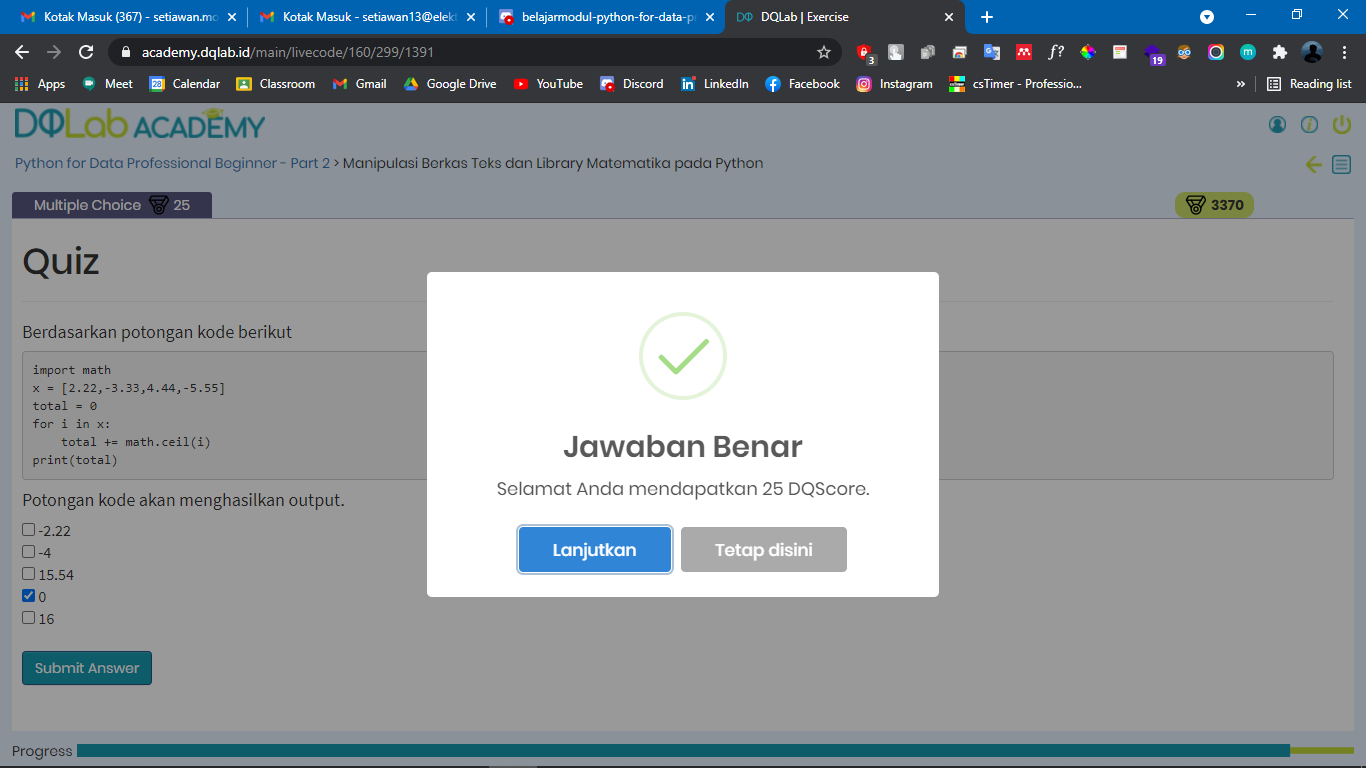 Kotak Masuk (367) - setiawan.mo
Kotak Masuk - setiawan13@elekt
belajarmodul-python-for-data-pr
DQLab | Exercise
academy.dqlab.id/main/livecode/160/299/1391
3
f?
19
m
Apps
Meet
28
Calendar
Classroom
Gmail
Google Drive
YouTube
Discord
LinkedIn
Facebook
Instagram
csTimer - Professio...
»
Reading list
DQLab ACADEMY
Python for Data Professional Beginner - Part 2 > Manipulasi Berkas Teks dan Library Matematika pada Python
Multiple Choice 25
3370
Quiz
Berdasarkan potongan kode berikut
import math
x = [2.22,-3.33,4.44,-5.55]
total = 0
for i in x:
    total += math.ceil(i)
print(total)
Potongan kode akan menghasilkan output.
-2.22
-4
15.54
0
16
Submit Answer
Jawaban Benar
Selamat Anda mendapatkan 25 DQScore.
Lanjutkan
Tetap disini
Progress